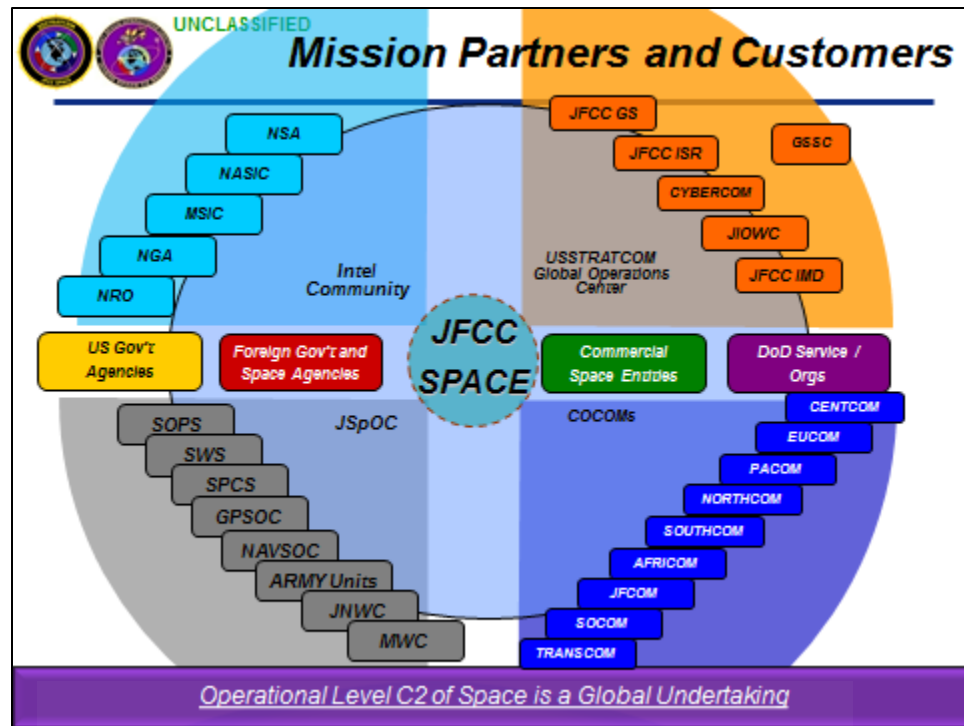 UNCLASSIFIED
Mission Partners and Customers
NSA
NASIC
MSIC
NGA
NRO
Intel
Community
JFCC GS
JFCC ISR
GSSC
CYBERCOM
JIOWC
JFCC IMD
USSTRATCOM
Global Operations
Center
US Gov't
Agencies
Foreign Gov't and
Space Agencies
JFCC
SPACE
Commercial
Space Entities
DoD Service /
Orgs
JSpOC
SOPS
SWS
SPCS
GPSOC
NAVSOC
ARMY Units
JNWC
MWC
COCOMs
CENTCOM
EUCOM
PACOM
NORTHCOM
SOUTHCOM
AFRICOM
JFCOM
SOCOM
TRANSCOM
Operational Level C2 of Space is a Global Undertaking